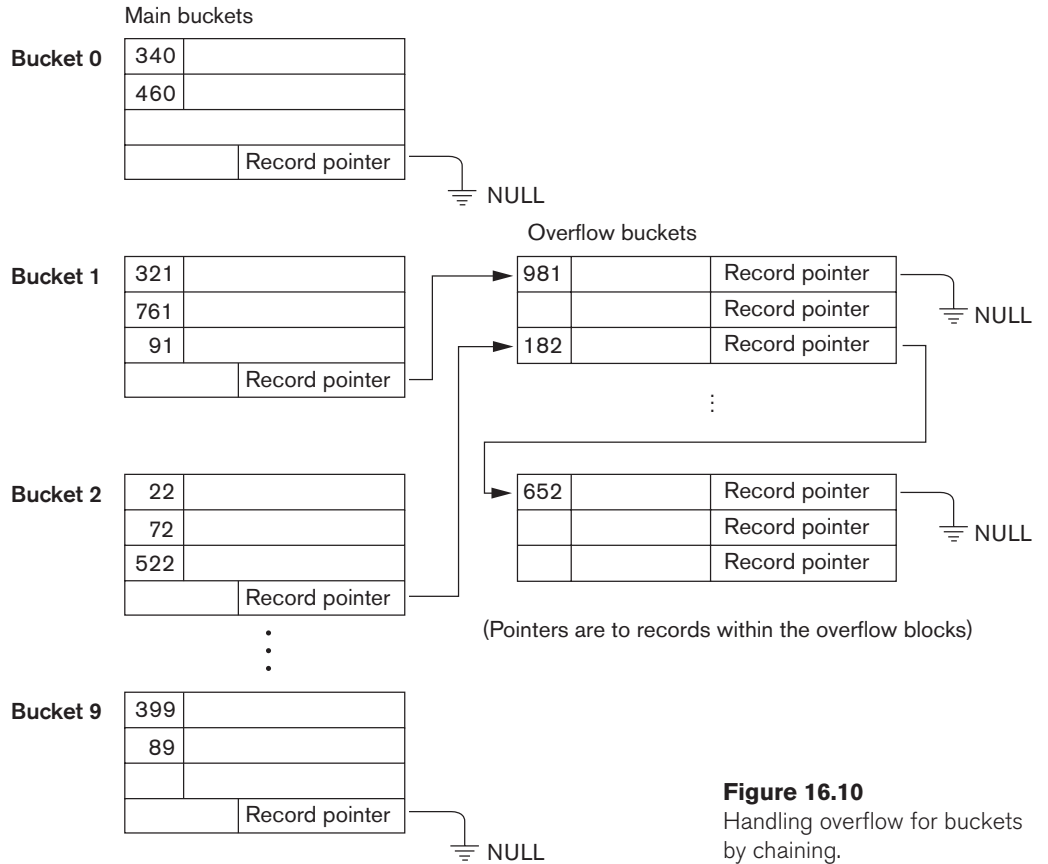 Main buckets
Bucket 0
340
460
Record pointer
NULL
Overflow buckets
Bucket 1
321
761
91
Record pointer
981 Record pointer
Record pointer
182 Record pointer
NULL
Bucket 2
22
72
522
Record pointer
652 Record pointer
Record pointer
Record pointer
NULL
(Pointers are to records within the overflow blocks)
Bucket 9
399
89
Record pointer
NULL
Figure 16.10
Handling overflow for buckets
by chaining.